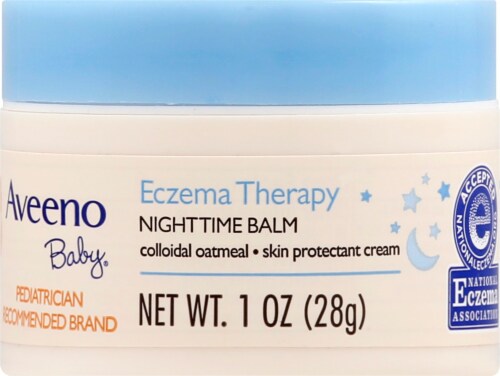 Aveeno
Baby®
PEDIATRICIAN
RECOMMENDED BRAND
Eczema Therapy
NIGHTTIME BALM
colloidal oatmeal • skin protectant cream
NET WT. 1 OZ (28g)
e
NATIONAL
Eczema
ASSOCIATION